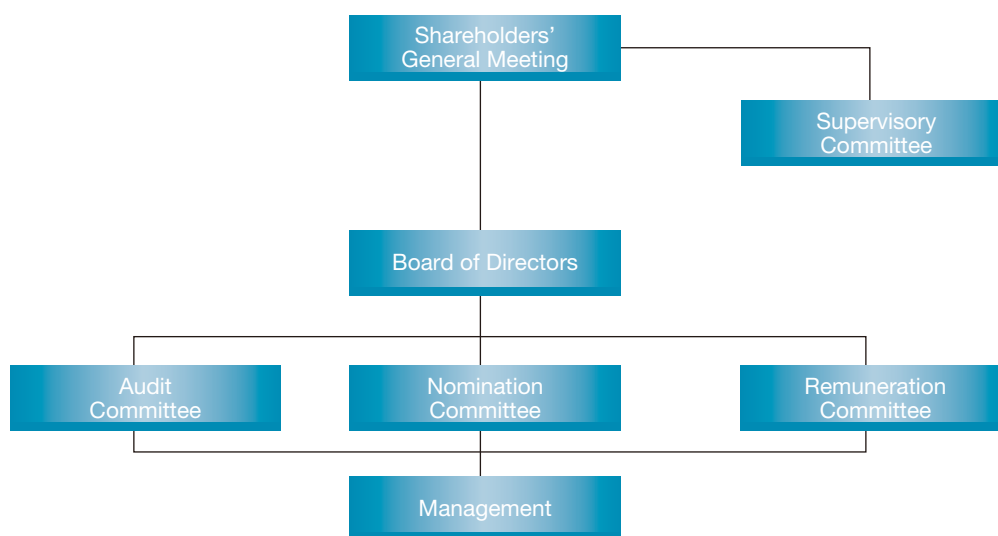 Shareholders’
General Meeting
Supervisory
Committee
Board of Directors
Audit
Committee
Nomination
Committee
Remuneration
Committee
Management